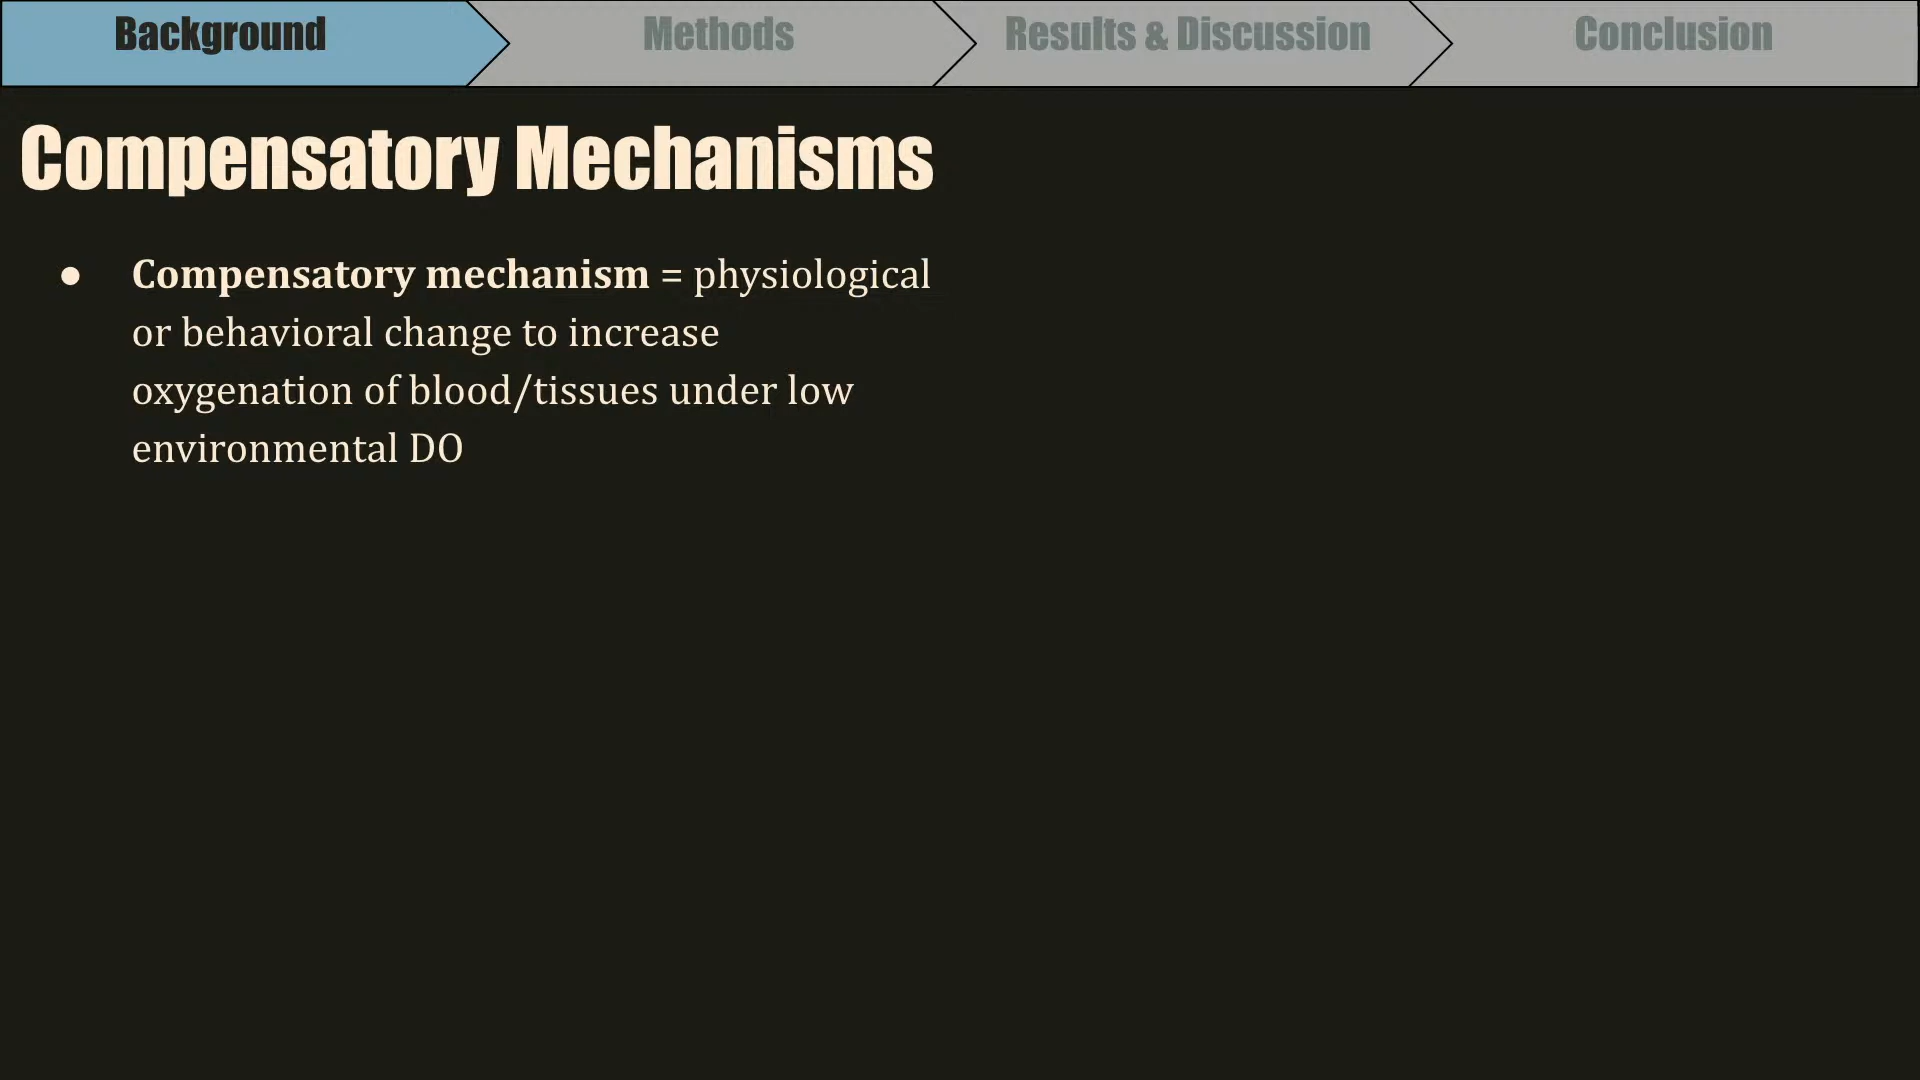 Background
Methods
Results & Discussion
Conclusion
Compensatory Mechanisms
● Compensatory mechanism = physiological
or behavioral change to increase
oxygenation of blood/tissues under low
environmental DO